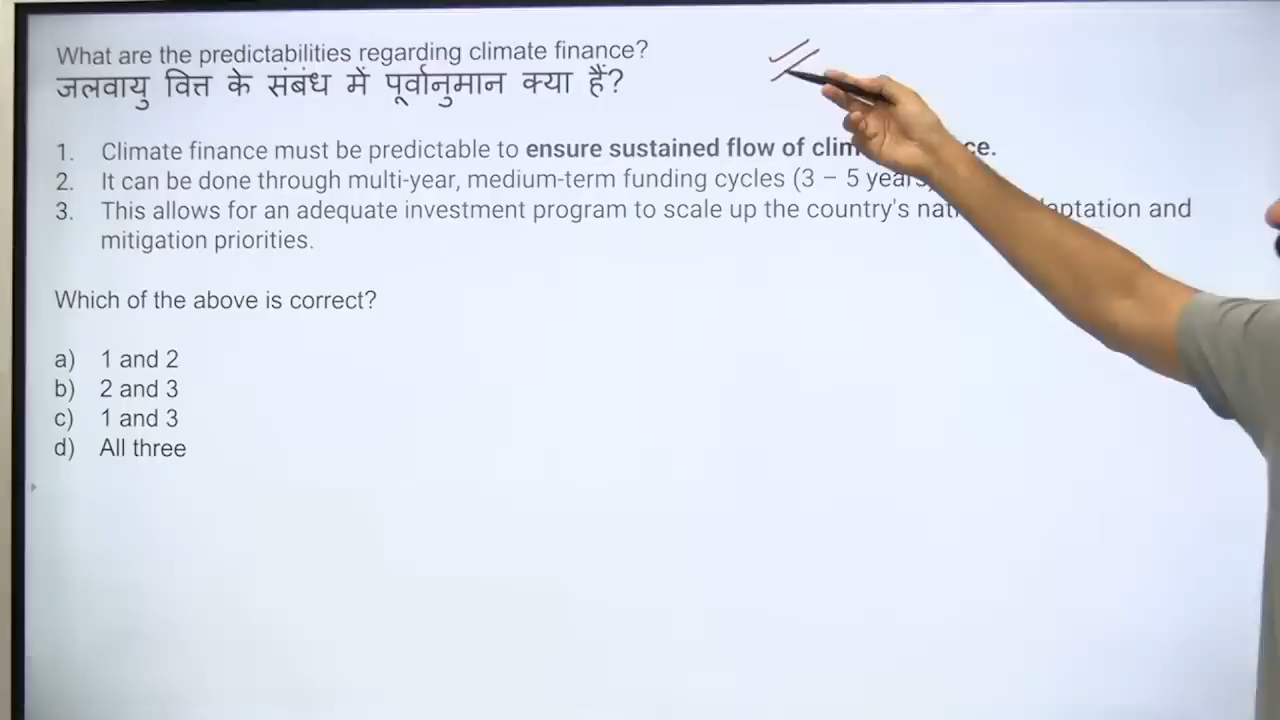 What are the predictabilities regarding climate finance?
जलवायु वित्त के संबंध में पूर्वानुमान क्या हैं?
1. Climate finance must be predictable to ensure sustained flow of
2. It can be done through multi-year, medium-term funding cycles (3 – 5 years
3. This allows for an adequate investment program to scale up the country's and
mitigation priorities.
Which of the above is correct?
a) 1 and 2
b) 2 and 3
c) 1 and 3
d) All three